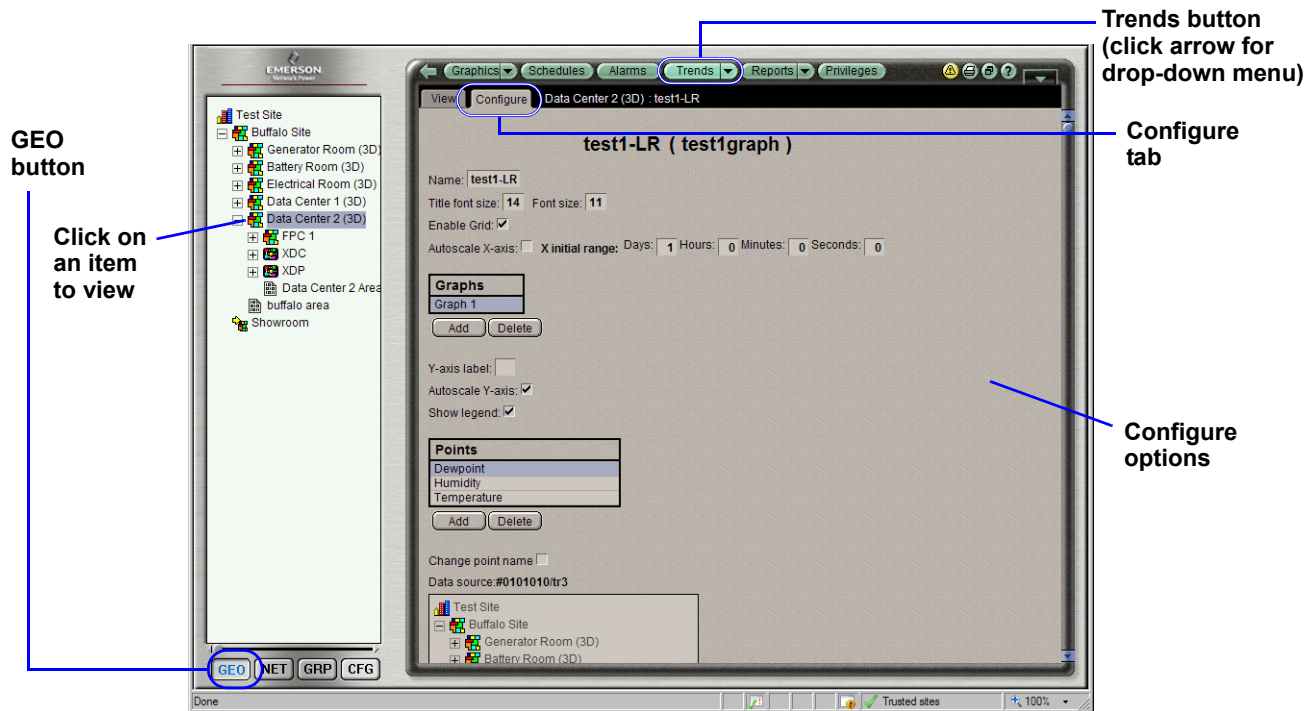 Trends button
(click arrow for
drop-down menu)
EMERSON
Network Power
Graphics
Schedules
Alarms
Trends
Reports
Privileges
View
Configure
Data Center 2 (3D) : test1-LR
Configure
tab
GEO
button
Click on
an item
to view
Test Site
Buffalo Site
Generator Room (3D)
Battery Room (3D)
Electrical Room (3D)
Data Center 1 (3D)
Data Center 2 (3D)
FPC 1
XDC
XDP
Data Center 2 Area
buffalo area
Showroom
test1-LR ( test1graph )
Name: test1-LR
Title font size: 14 Font size: 11
Enable Grid:
Autoscale X-axis: X initial range: Days: 1 Hours: 0 Minutes: 0 Seconds: 0
Graphs
Graph 1
Add Delete
Y-axis label:
Autoscale Y-axis:
Show legend:
Configure
options
Points
Dewpoint
Humidity
Temperature
Add Delete
Change point name
Data source:#0101010/tr3
Test Site
Buffalo Site
Generator Room (3D)
Battery Room (3D)
GEO NET GRP CFG
Done
Trusted sites
100%